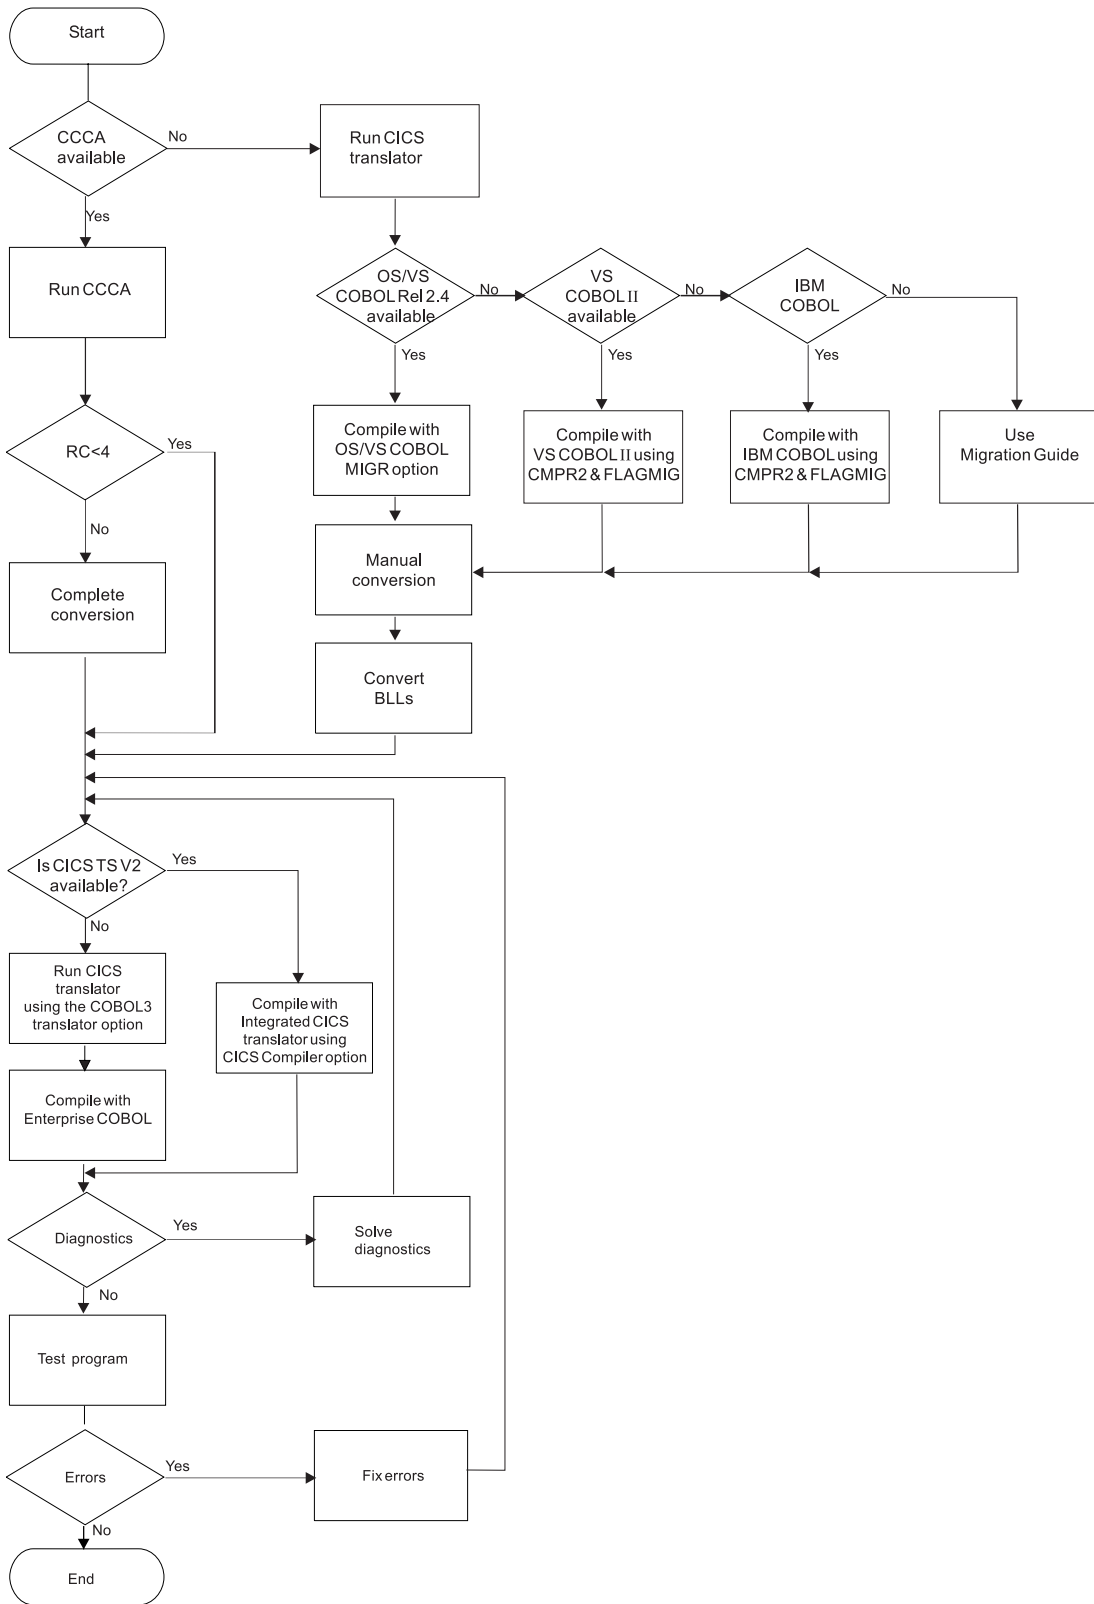 Start
CCCA
available
No
Yes
Run CICS
translator
Run CCCA
OS/VS
COBOL Rel 2.4
available
No
Yes
VS
COBOL II
available
No
Yes
IBM
COBOL
No
Yes
RC<4
Yes
No
Compile with
OS/VS COBOL
MIGR option
Compile with
VS COBOL II using
CMPR2 & FLAGMIG
Compile with
IBM COBOL using
CMPR2 & FLAGMIG
Use
Migration Guide
Complete
conversion
Manual
conversion
Convert
BLLs
Is CICS TS V2
available?
Yes
No
Run CICS
translator
using the COBOL3
translator option
Compile with
Integrated CICS
translator using
CICS Compiler option
Compile with
Enterprise COBOL
Diagnostics
Yes
No
Solve
diagnostics
Test program
Errors
Yes
No
Fix errors
End